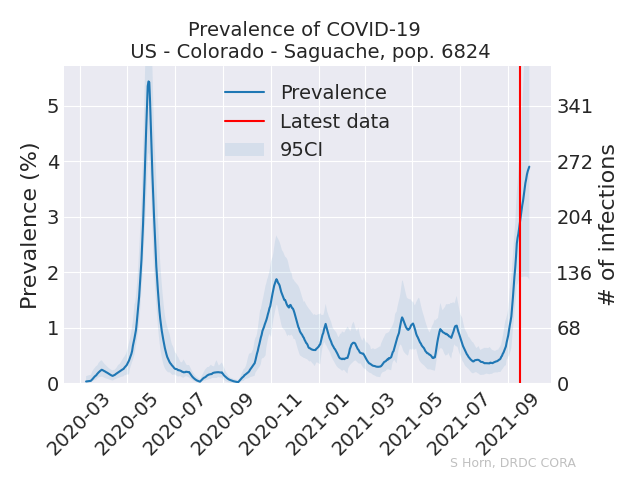 Prevalence of COVID-19
US - Colorado - Saguache, pop. 6824
Prevalence
Latest data
95CI
Prevalence (%)
5
4
3
2
1
0
341
272
204
136
68
0
# of infections
2020-03
2020-05
2020-07
2020-09
2020-11
2021-01
2021-03
2021-05
2021-07
2021-09
S Horn, DRDC CORA